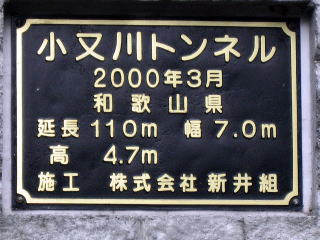 小又川トンネル
2000年3月
和歌山県
延長 110m 幅 7.0m
高 4.7m
施工 株式会社 新井組